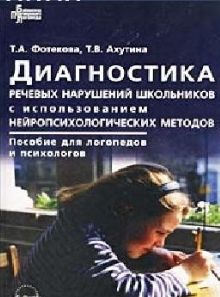 Т.А. Фотекова, Т.В. Ахутина
ДИАГНОСТИКА
РЕЧЕВЫХ НАРУШЕНИЙ ШКОЛЬНИКОВ
С ИСПОЛЬЗОВАНИЕМ
НЕЙРОПСИХОЛОГИЧЕСКИХ МЕТОДОВ
Пособие для логопедов
и психологов